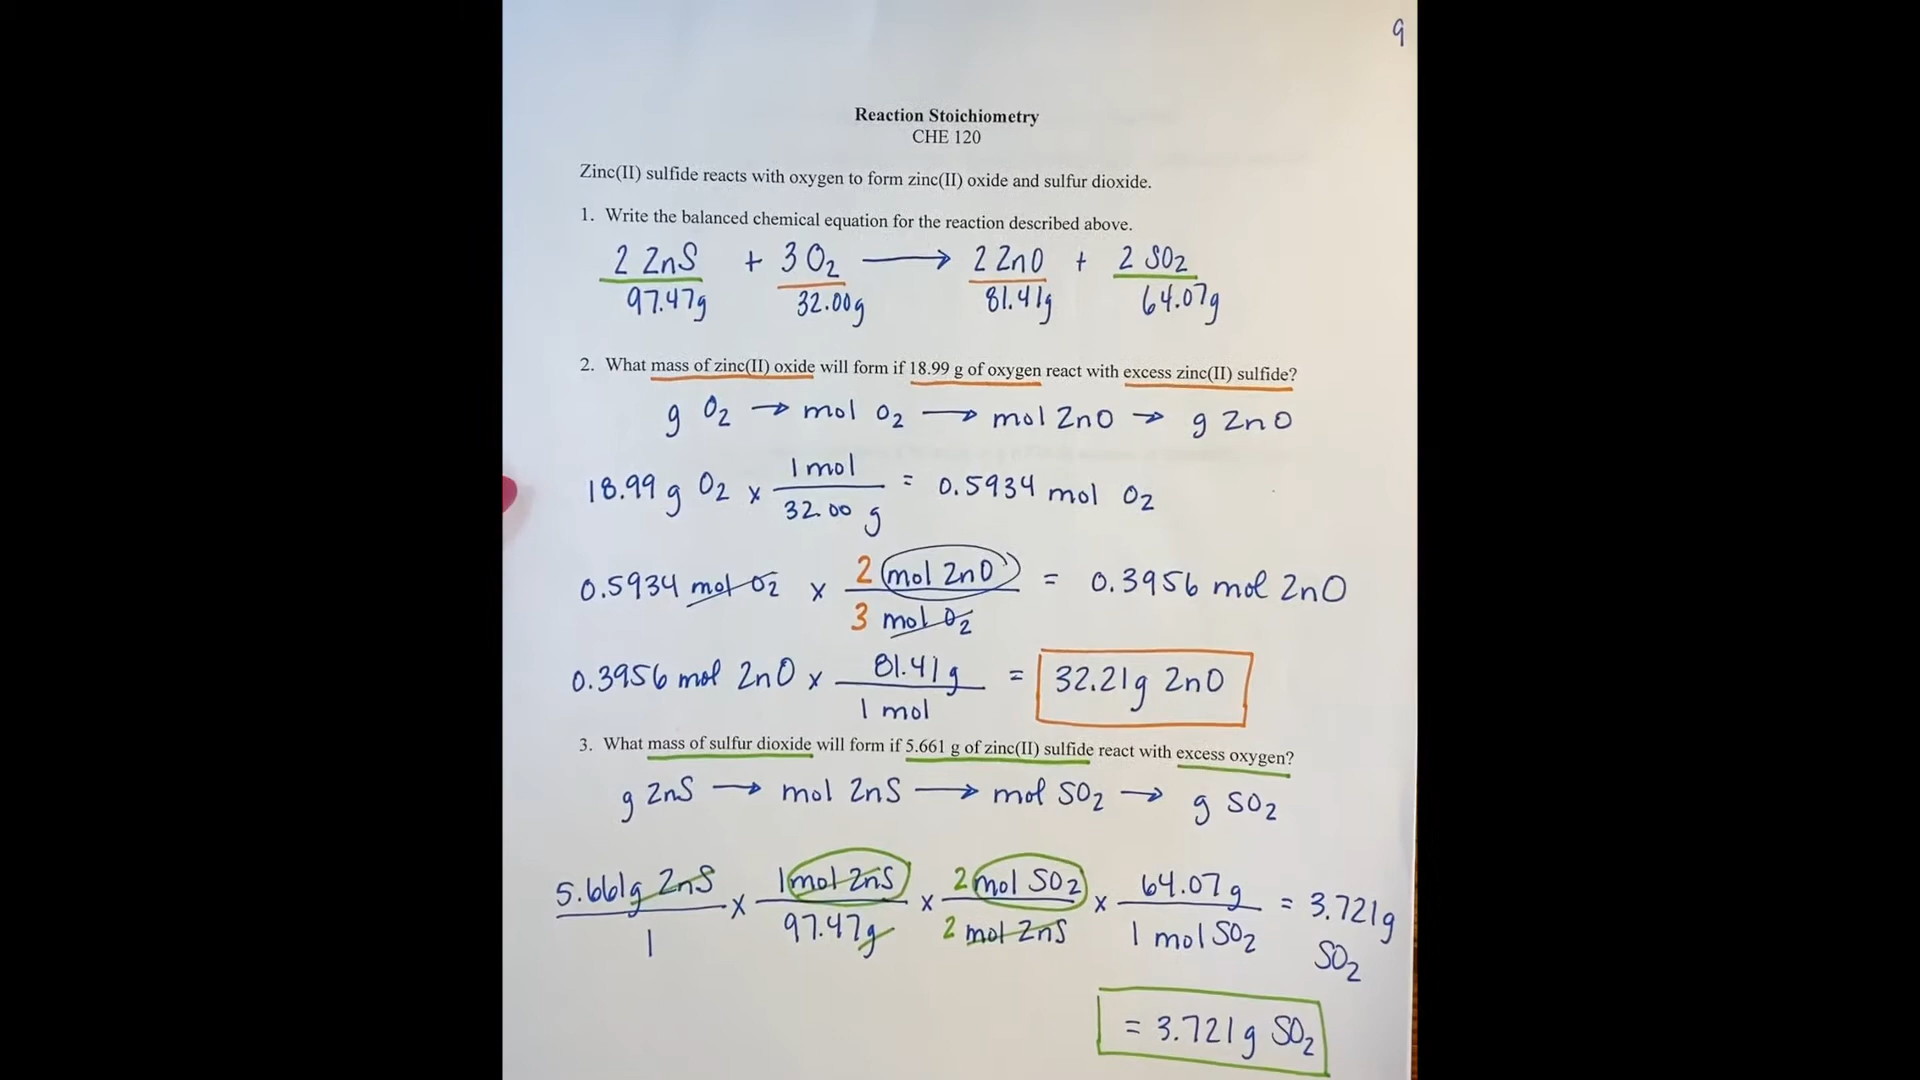 9
Reaction Stoichiometry
CHE 120
Zinc(II) sulfide reacts with oxygen to form zinc(II) oxide and sulfur dioxide.
1. Write the balanced chemical equation for the reaction described above.
2 ZnS + 3 O₂ ⟶ 2 ZnO + 2 SO₂
97.47g 32.00g 81.41g 64.07g
2. What mass of zinc(II) oxide will form if 18.99 g of oxygen react with excess zinc(II) sulfide?
g O₂ → mol O₂ → mol ZnO → g ZnO
1 mol
18.99 g O₂ x = 0.5934 mol O₂
32.00 g
2 mol ZnO
0.5934 mol O₂ x = 0.3956 mol ZnO
3 mol O₂
81.41g
0.3956 mol ZnO x = 32.21g ZnO
1 mol
3. What mass of sulfur dioxide will form if 5.661 g of zinc(II) sulfide react with excess oxygen?
g ZnS → mol ZnS → mol SO₂ → g SO₂
5.661g ZnS x 1 mol ZnS x 2 mol SO₂ x 64.07g = 3.721g
1 97.47g 2 mol ZnS 1 mol SO₂ SO₂
= 3.721g SO₂